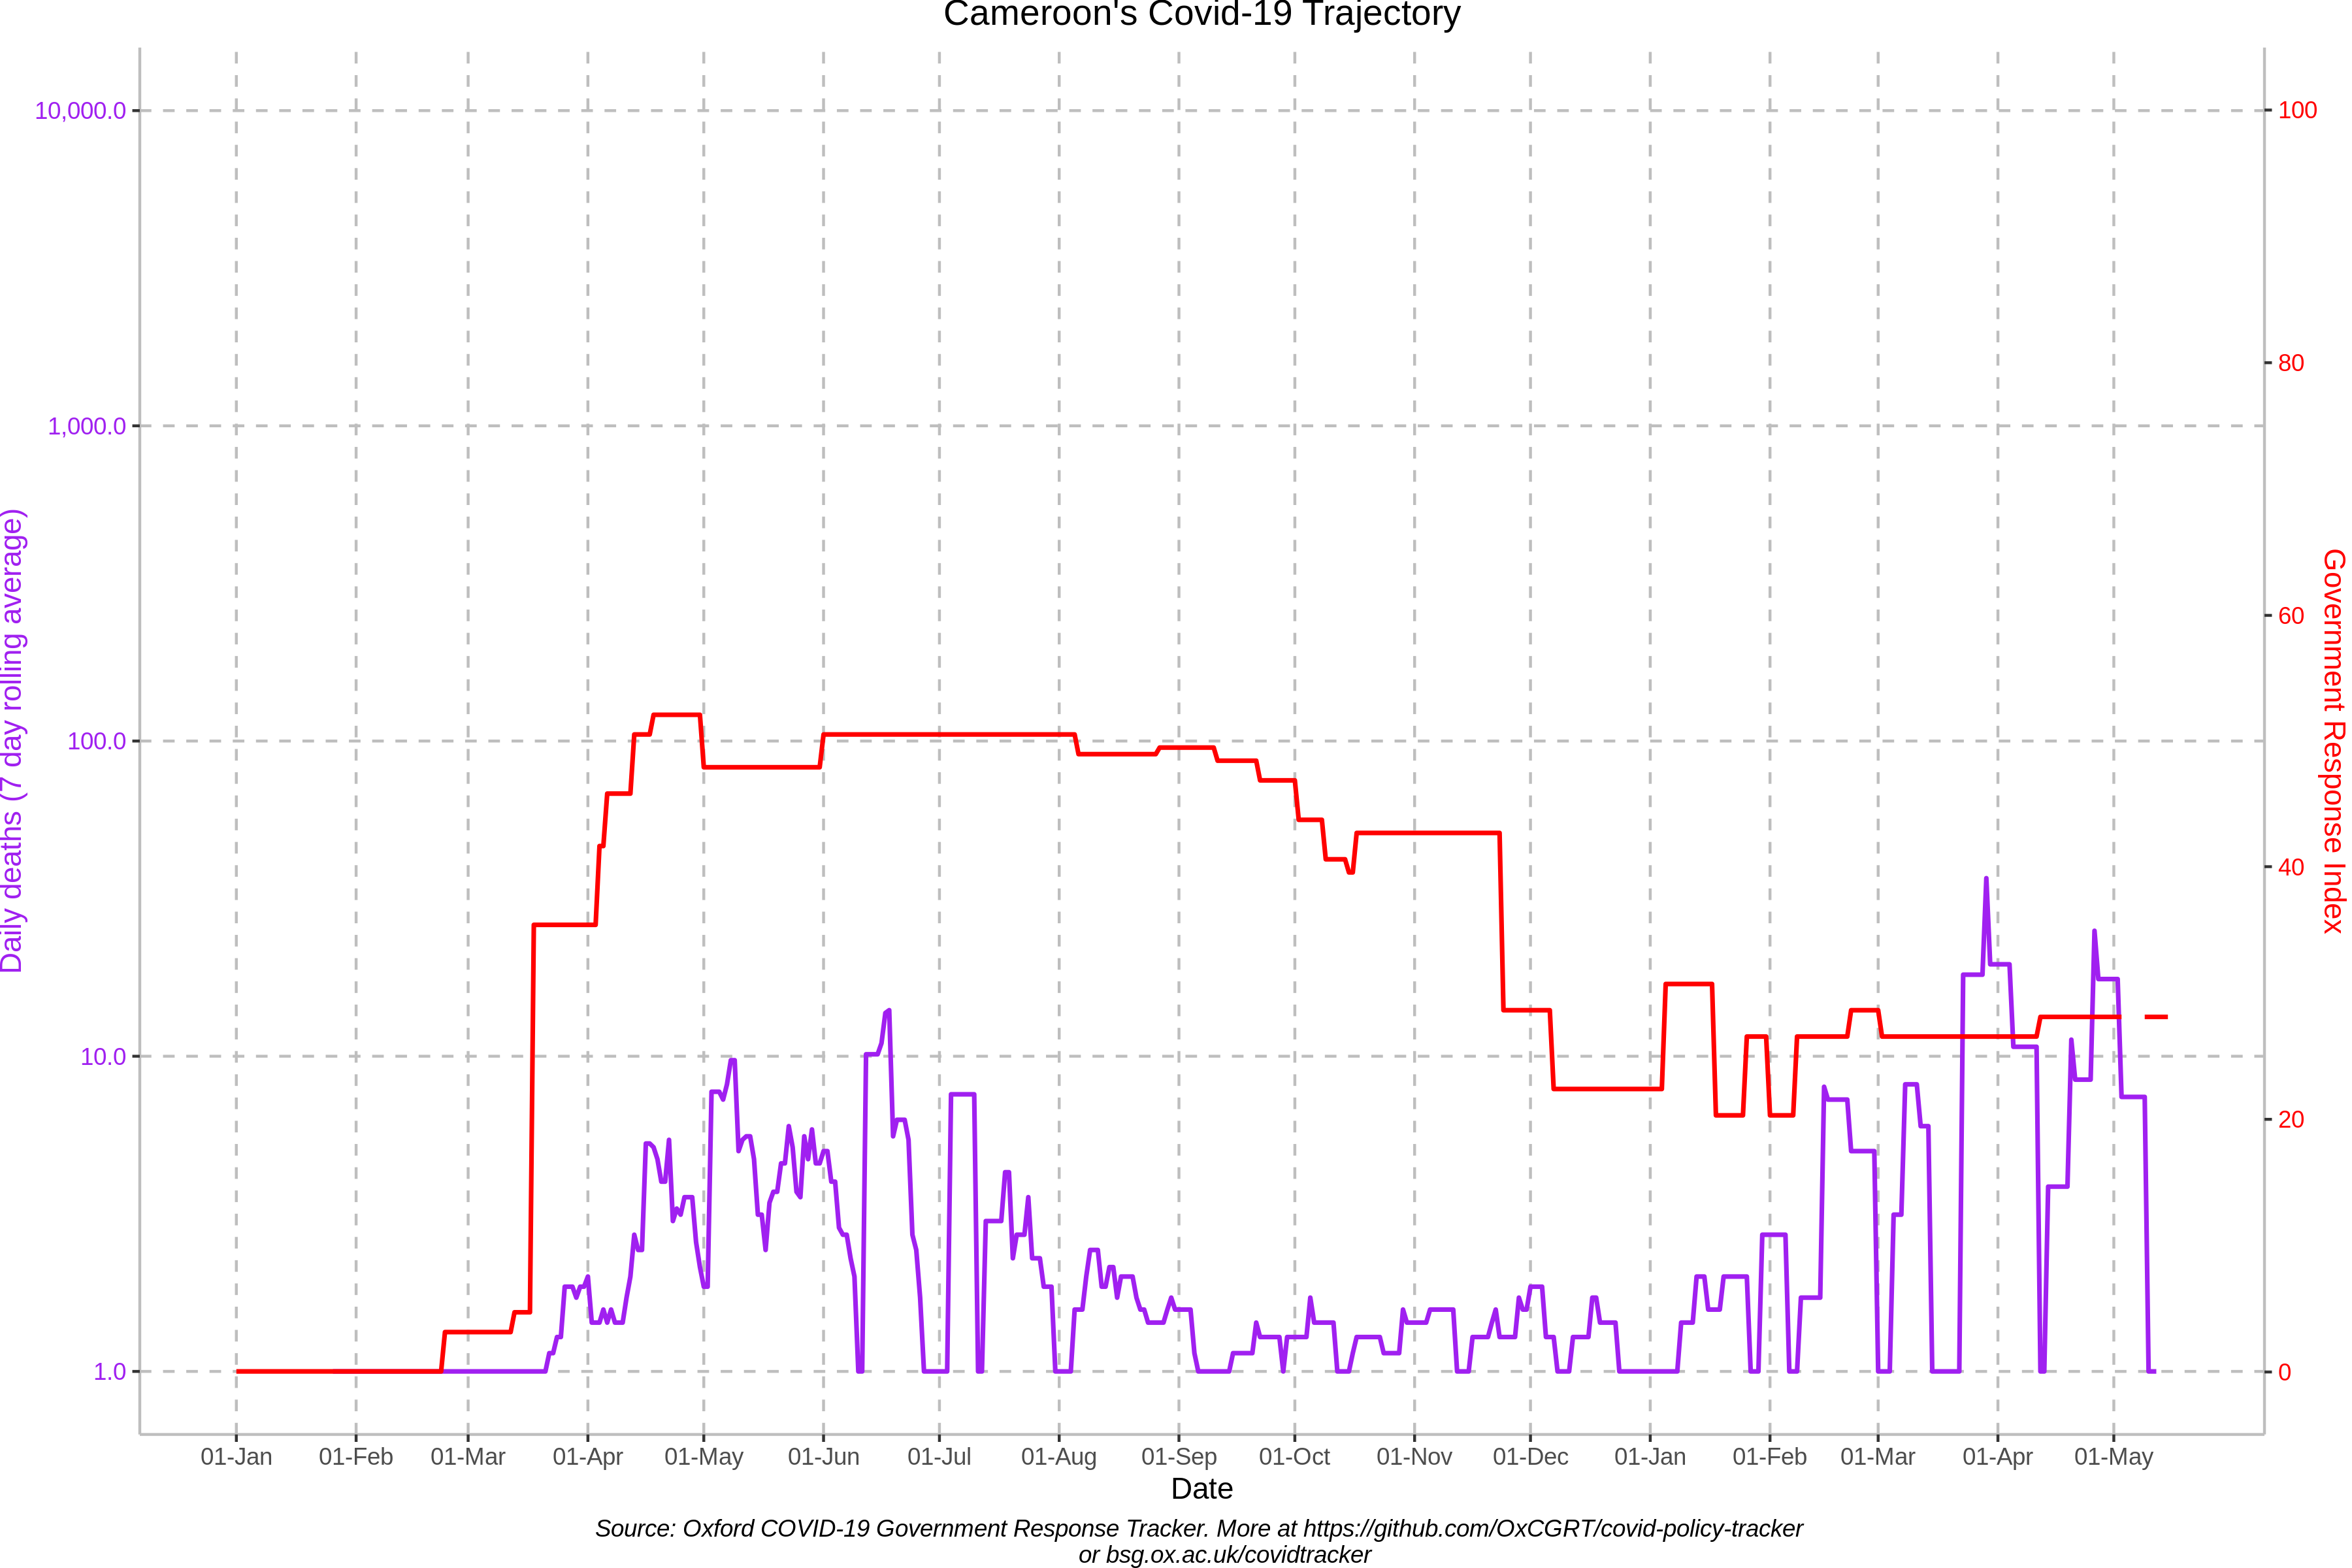 Cameroon's Covid-19 Trajectory
Daily deaths (7 day rolling average)
10,000.0
1,000.0
100.0
10.0
1.0
100
80
60
40
20
0
Government Response Index
01-Jan 01-Feb 01-Mar 01-Apr 01-May 01-Jun 01-Jul 01-Aug 01-Sep 01-Oct 01-Nov 01-Dec 01-Jan 01-Feb 01-Mar 01-Apr 01-May
Date
Source: Oxford COVID-19 Government Response Tracker. More at https://github.com/OxCGRT/covid-policy-tracker
or bsg.ox.ac.uk/covidtracker